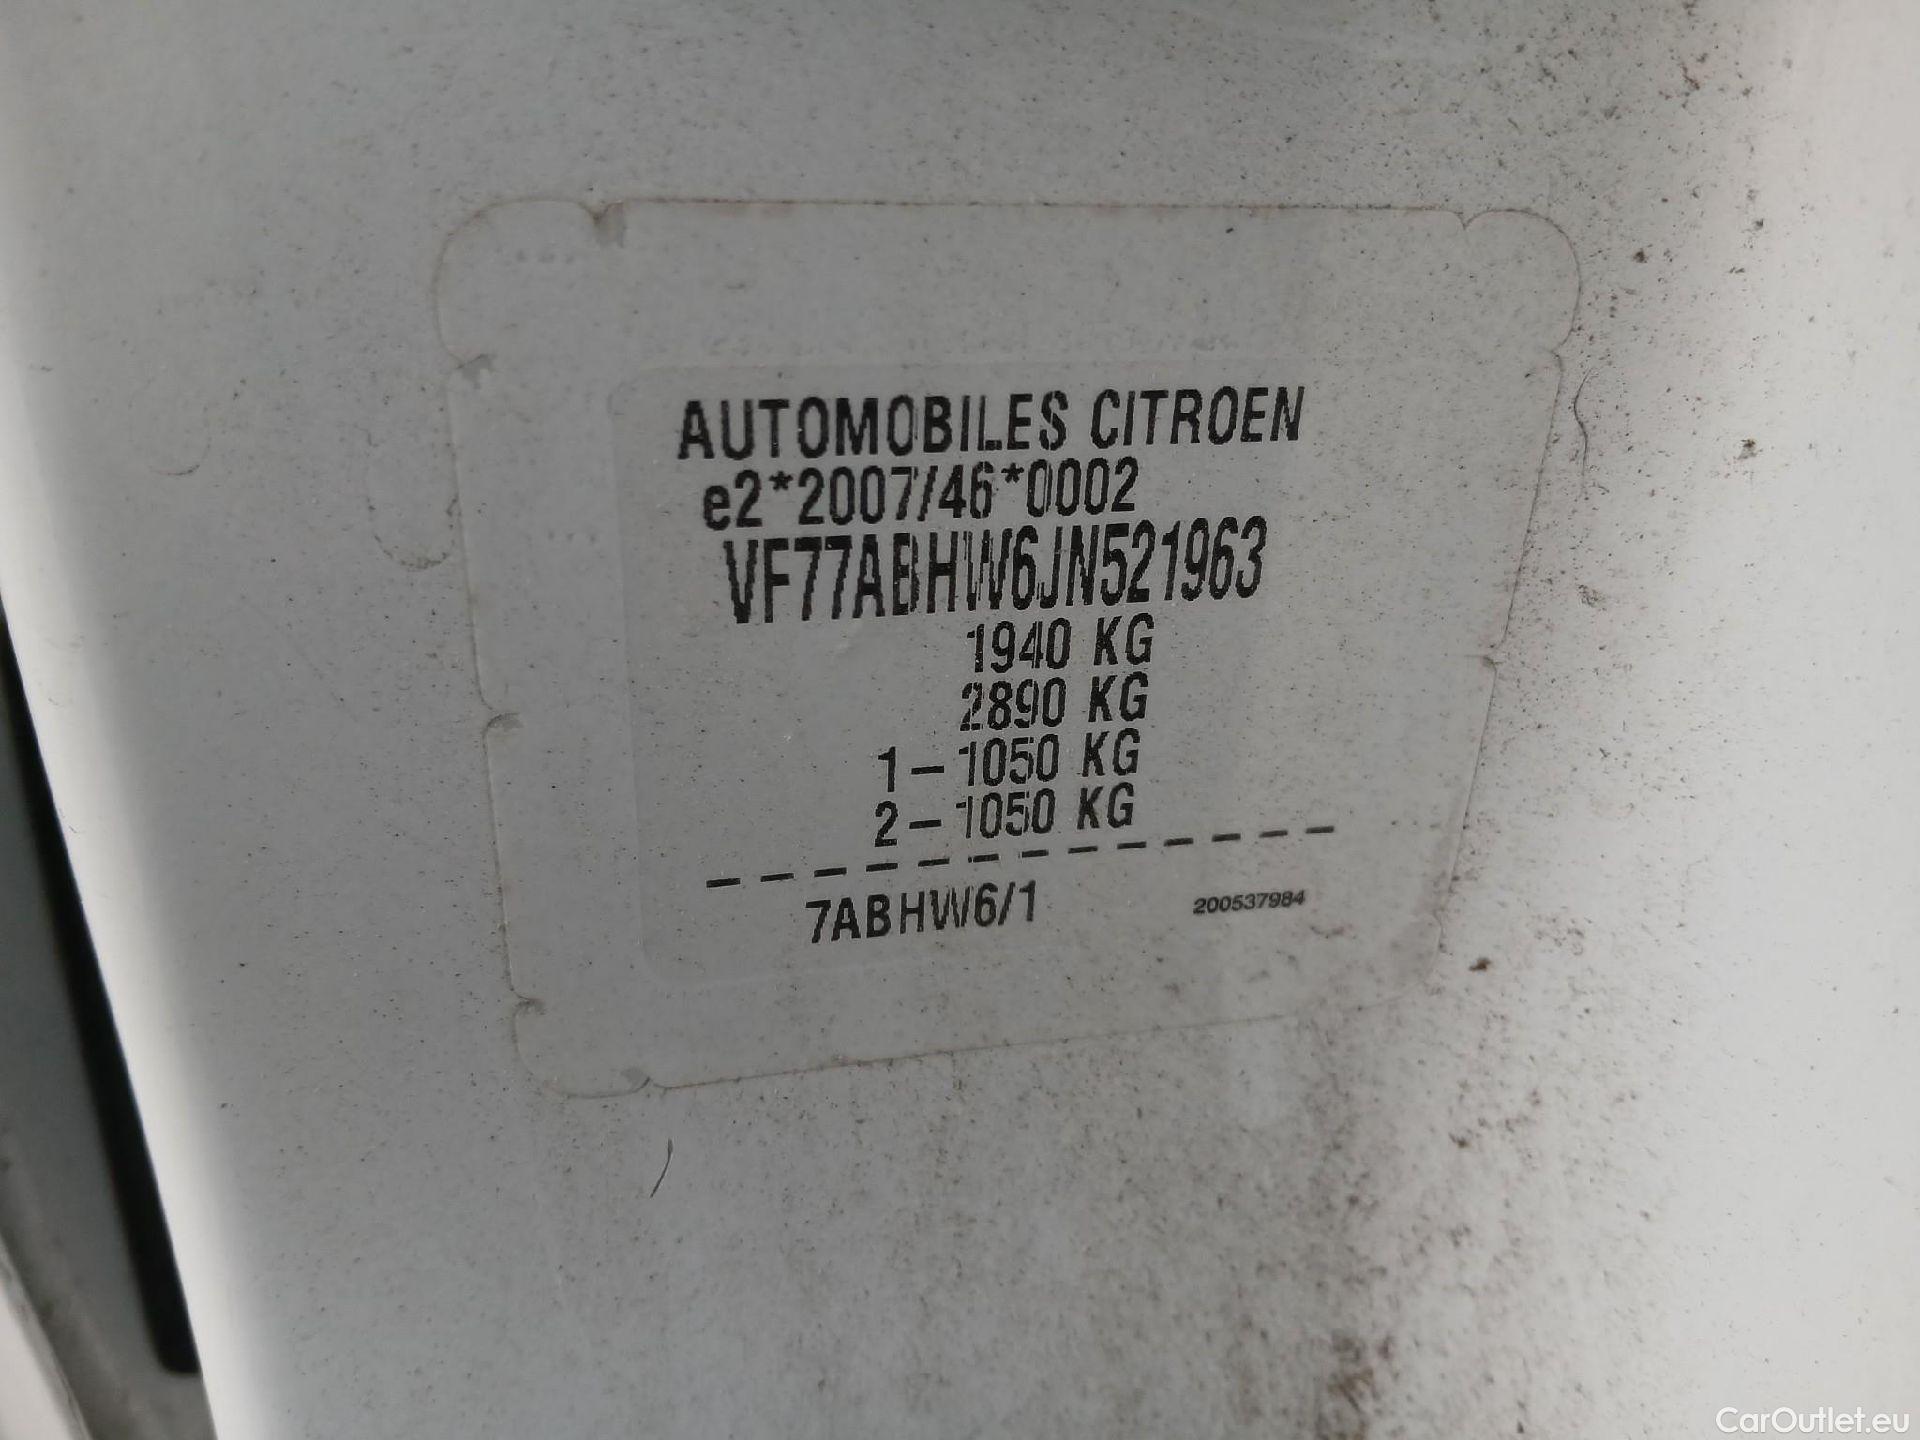 AUTOMOBILES CITROEN
e2*2007/46*0002
VF77ABHW6JN521963
1940 KG
2890 KG
1-1050 KG
2-1050 KG
7ABHW6/1 200537984
CarOutlet.eu